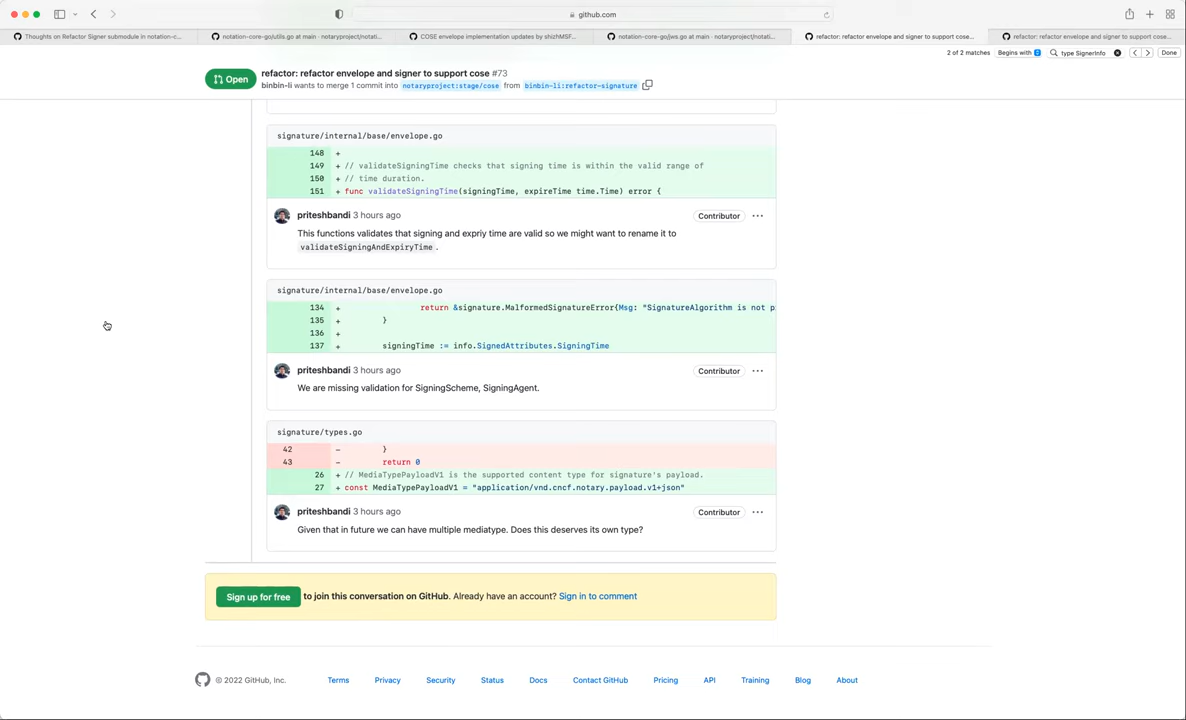 github.com
Thoughts on Refactor Signer submodule in notation-c...
notation-core-go/utils.go at main · notaryproject/notati...
COSE envelope implementation updates by shizhMSF...
notation-core-go/jws.go at main · notaryproject/notati...
refactor: refactor envelope and signer to support cose...
refactor: refactor envelope and signer to support cose...
2 of 2 matches Begins with type SignerInfo Done
Open
refactor: refactor envelope and signer to support cose #73
binbin-li wants to merge 1 commit into notaryproject:stage/cose from binbin-li:refactor-signature
signature/internal/base/envelope.go
148 +
149 + // validateSigningTime checks that signing time is within the valid range of
150 + // time duration.
151 + func validateSigningTime(signingTime, expireTime time.Time) error {
priteshbandi 3 hours ago Contributor ...
This functions validates that signing and expriy time are valid so we might want to rename it to
validateSigningAndExpiryTime .
signature/internal/base/envelope.go
134 + return &signature.MalformedSignatureError{Msg: "SignatureAlgorithm is not p
135 + }
136 +
137 + signingTime := info.SignedAttributes.SigningTime
priteshbandi 3 hours ago Contributor ...
We are missing validation for SigningScheme, SigningAgent.
signature/types.go
42 - }
43 - return 0
26 + // MediaTypePayloadV1 is the supported content type for signature's payload.
27 + const MediaTypePayloadV1 = "application/vnd.cncf.notary.payload.v1+json"
priteshbandi 3 hours ago Contributor ...
Given that in future we can have multiple mediatype. Does this deserves its own type?
Sign up for free to join this conversation on GitHub. Already have an account? Sign in to comment
© 2022 GitHub, Inc. Terms Privacy Security Status Docs Contact GitHub Pricing API Training Blog About